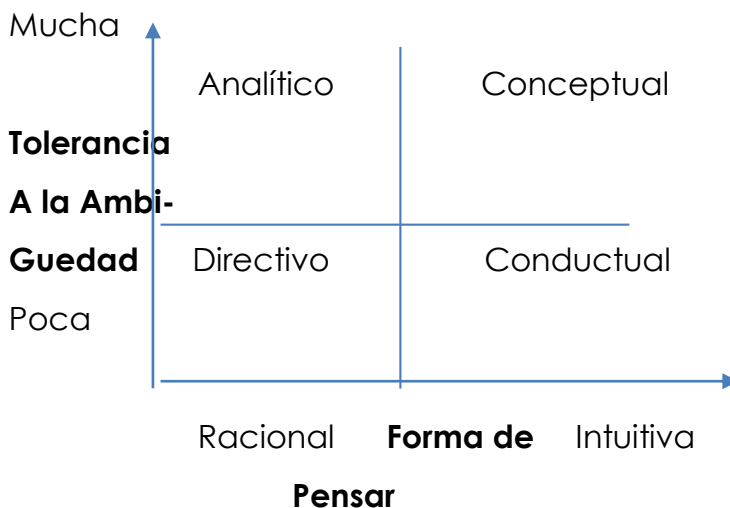 Mucha
Analítico Conceptual
Tolerancia
A la Ambi-
Guedad Directivo Conductual
Poca
Racional Forma de Intuitiva
Pensar